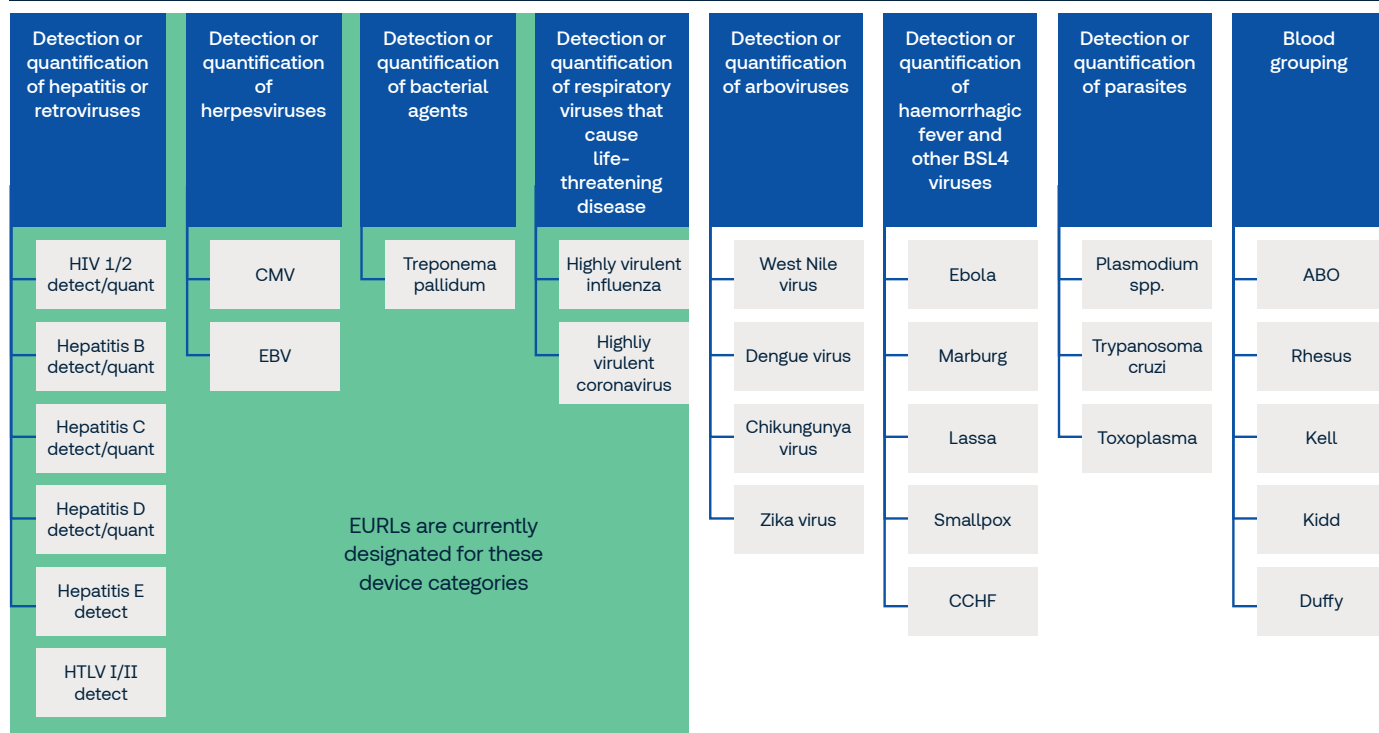 Detection or
quantification
of hepatitis or
retroviruses
HIV 1/2
detect/quant
Hepatitis B
detect/quant
Hepatitis C
detect/quant
Hepatitis D
detect/quant
Hepatitis E
detect
HTLV I/II
detect
Detection or
quantification
of
herpesviruses
CMV
EBV
Detection or
quantification
of bacterial
agents
Treponema
pallidum
Detection or
quantification
of respiratory
viruses that
cause
life-
threatening
disease
Highly virulent
influenza
Highliy
virulent
coronavirus
EURLs are currently
designated for these
device categories
Detection or
quantification
of arboviruses
West Nile
virus
Dengue virus
Chikungunya
virus
Zika virus
Detection or
quantification
of
haemorrhagic
fever and
other BSL4
viruses
Ebola
Marburg
Lassa
Smallpox
CCHF
Detection or
quantification
of parasites
Plasmodium
spp.
Trypanosoma
cruzi
Toxoplasma
Blood
grouping
ABO
Rhesus
Kell
Kidd
Duffy